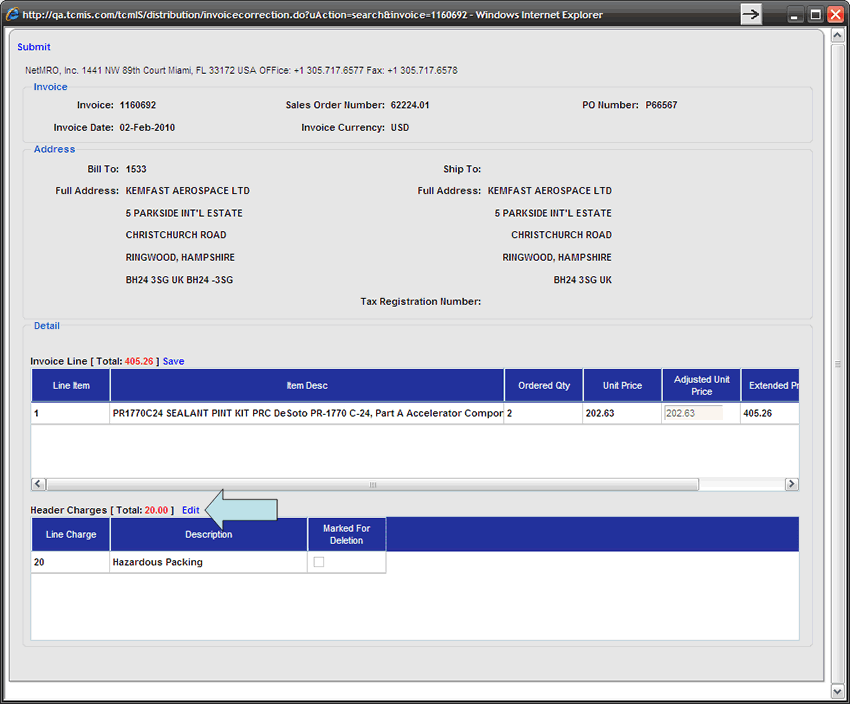 http://qa.tcmis.com/tcmIS/distribution/invoicecorrection.do?uAction=search&invoice=1160692 - Windows Internet Explorer
Submit
NetMRO, Inc. 1441 NW 89th Court Miami, FL 33172 USA OFFice: +1 305.717.6577 Fax: +1 305.717.6578
Invoice
Invoice: 1160692 Sales Order Number: 62224.01 PO Number: P66567
Invoice Date: 02-Feb-2010 Invoice Currency: USD
Address
Bill To: 1533 Ship To:
Full Address: KEMFAST AEROSPACE LTD Full Address: KEMFAST AEROSPACE LTD
5 PARKSIDE INT'L ESTATE 5 PARKSIDE INT'L ESTATE
CHRISTCHURCH ROAD CHRISTCHURCH ROAD
RINGWOOD, HAMPSHIRE RINGWOOD, HAMPSHIRE
BH24 3SG UK BH24 -3SG BH24 3SG UK
Tax Registration Number:
Detail
Invoice Line [ Total: 405.26 ] Save
Line Item Item Desc Ordered Qty Unit Price Adjusted Unit Price Extended Pr
1 PR1770C24 SEALANT PINT KIT PRC DeSoto PR-1770 C-24, Part A Accelerator Compor 2 202.63 202.63 405.26
Header Charges [ Total: 20.00 ] Edit
Line Charge Description Marked For Deletion
20 Hazardous Packing